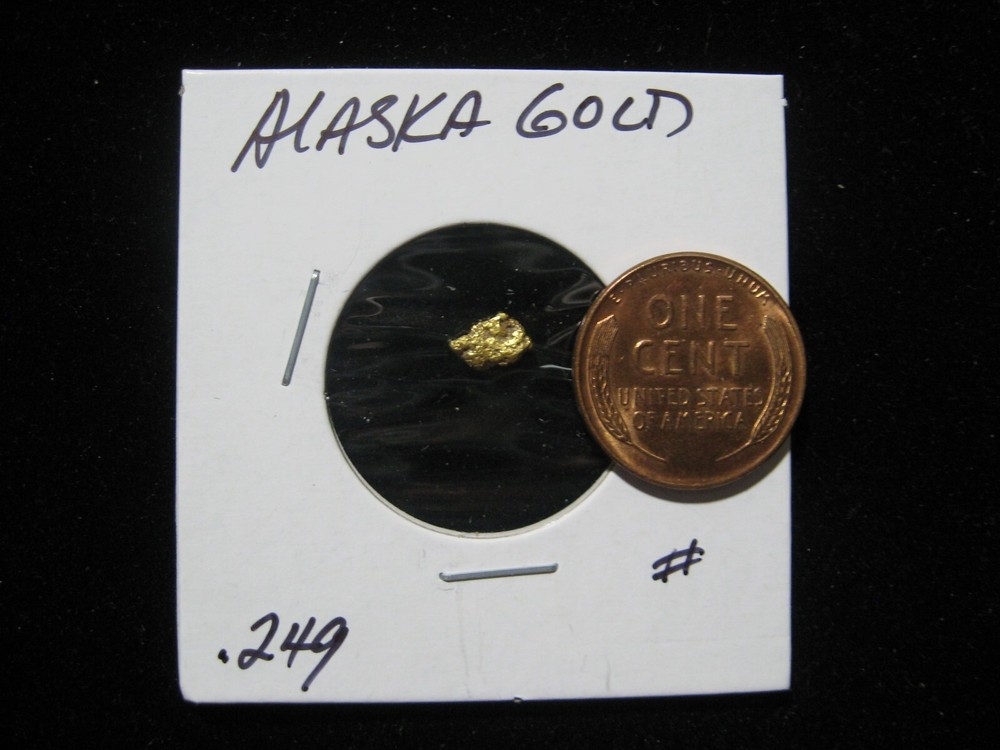 ALASKA GOLD
E·PLURIBUS·UNUM
ONE
CENT
UNITED STATES
OF AMERICA
#
.249